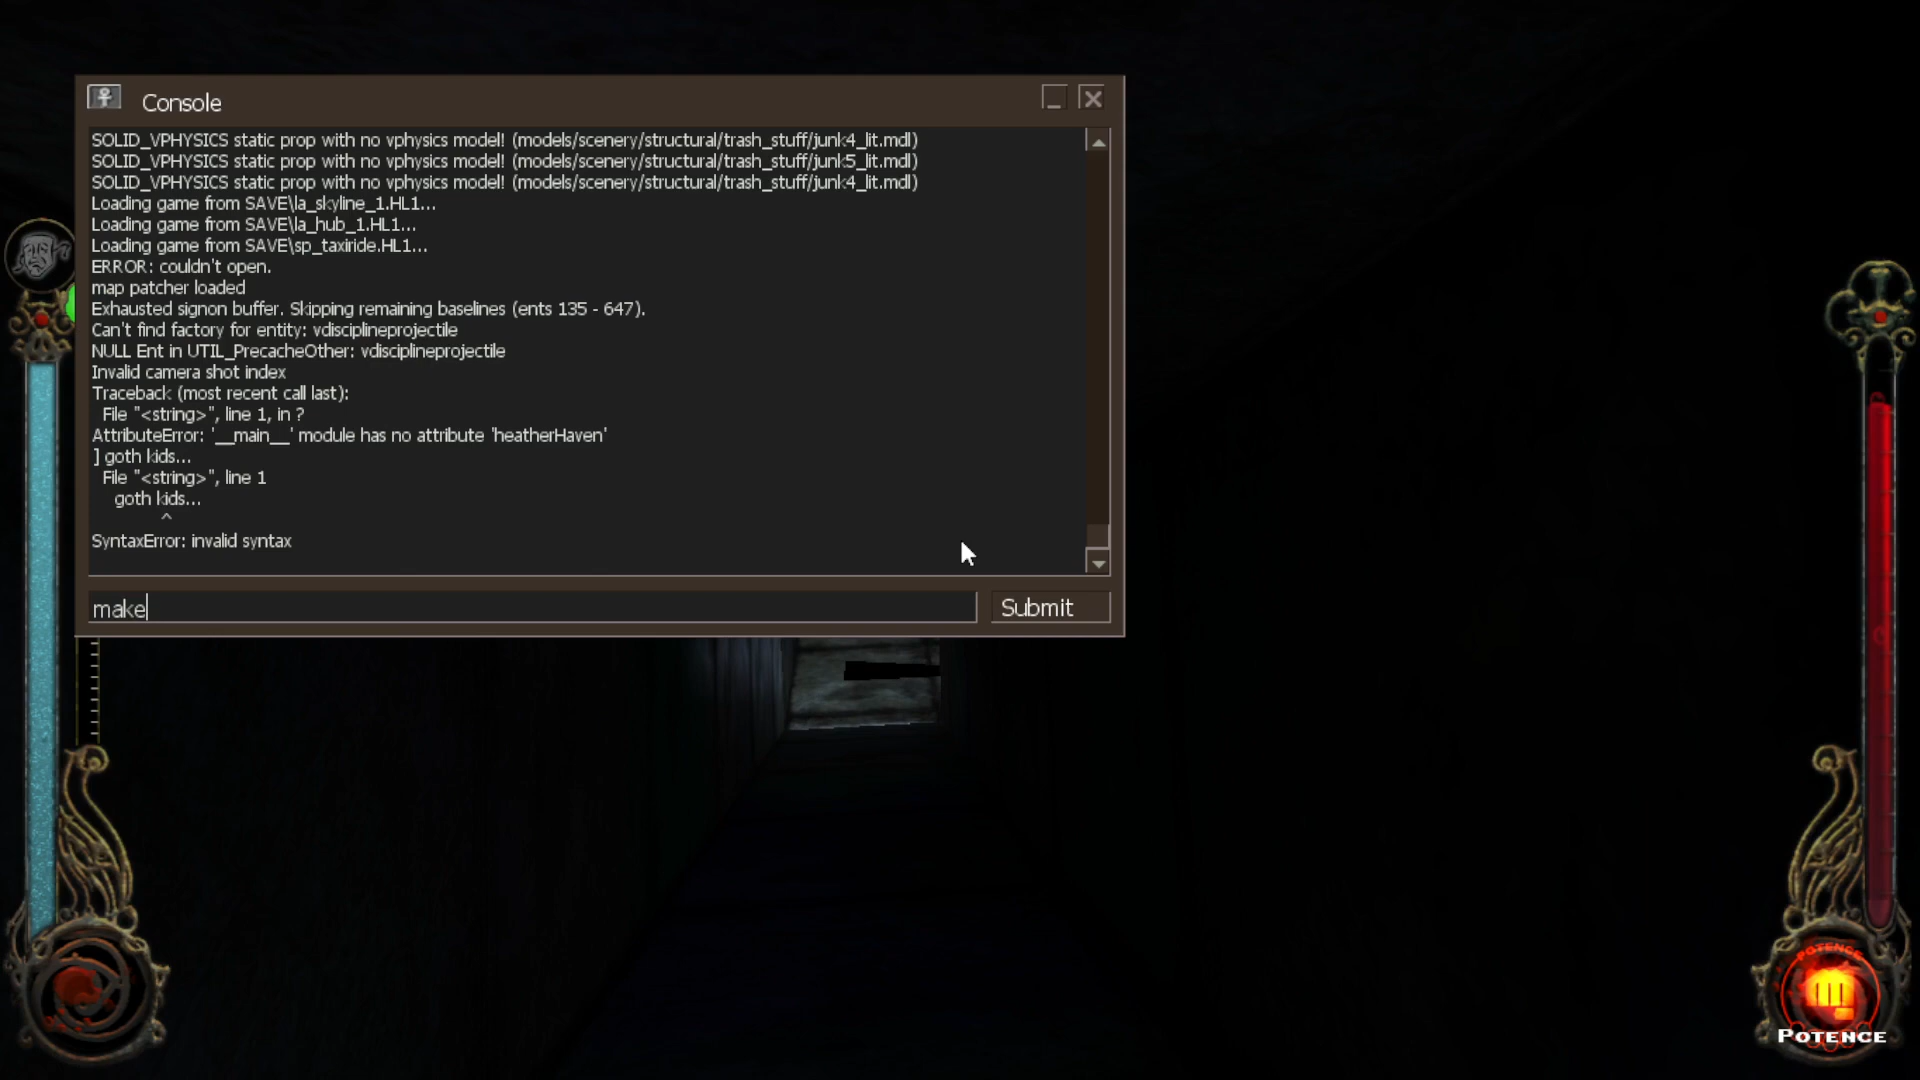 Console
SOLID_VPHYSICS static prop with no vphysics model! (models/scenery/structural/trash_stuff/junk4_lit.mdl)
SOLID_VPHYSICS static prop with no vphysics model! (models/scenery/structural/trash_stuff/junk5_lit.mdl)
SOLID_VPHYSICS static prop with no vphysics model! (models/scenery/structural/trash_stuff/junk4_lit.mdl)
Loading game from SAVE\la_skyline_1.HL1...
Loading game from SAVE\la_hub_1.HL1...
Loading game from SAVE\sp_taxiride.HL1...
ERROR: couldn't open.
map patcher loaded
Exhausted signon buffer. Skipping remaining baselines (ents 135 - 647).
Can't find factory for entity: vdisciplineprojectile
NULL Ent in UTIL_PrecacheOther: vdisciplineprojectile
Invalid camera shot index
Traceback (most recent call last):
File "<string>", line 1, in ?
AttributeError: '__main__' module has no attribute 'heatherHaven'
] goth kids...
File "<string>", line 1
goth kids...
^
SyntaxError: invalid syntax
make
Submit
POTENCE
POTENCE